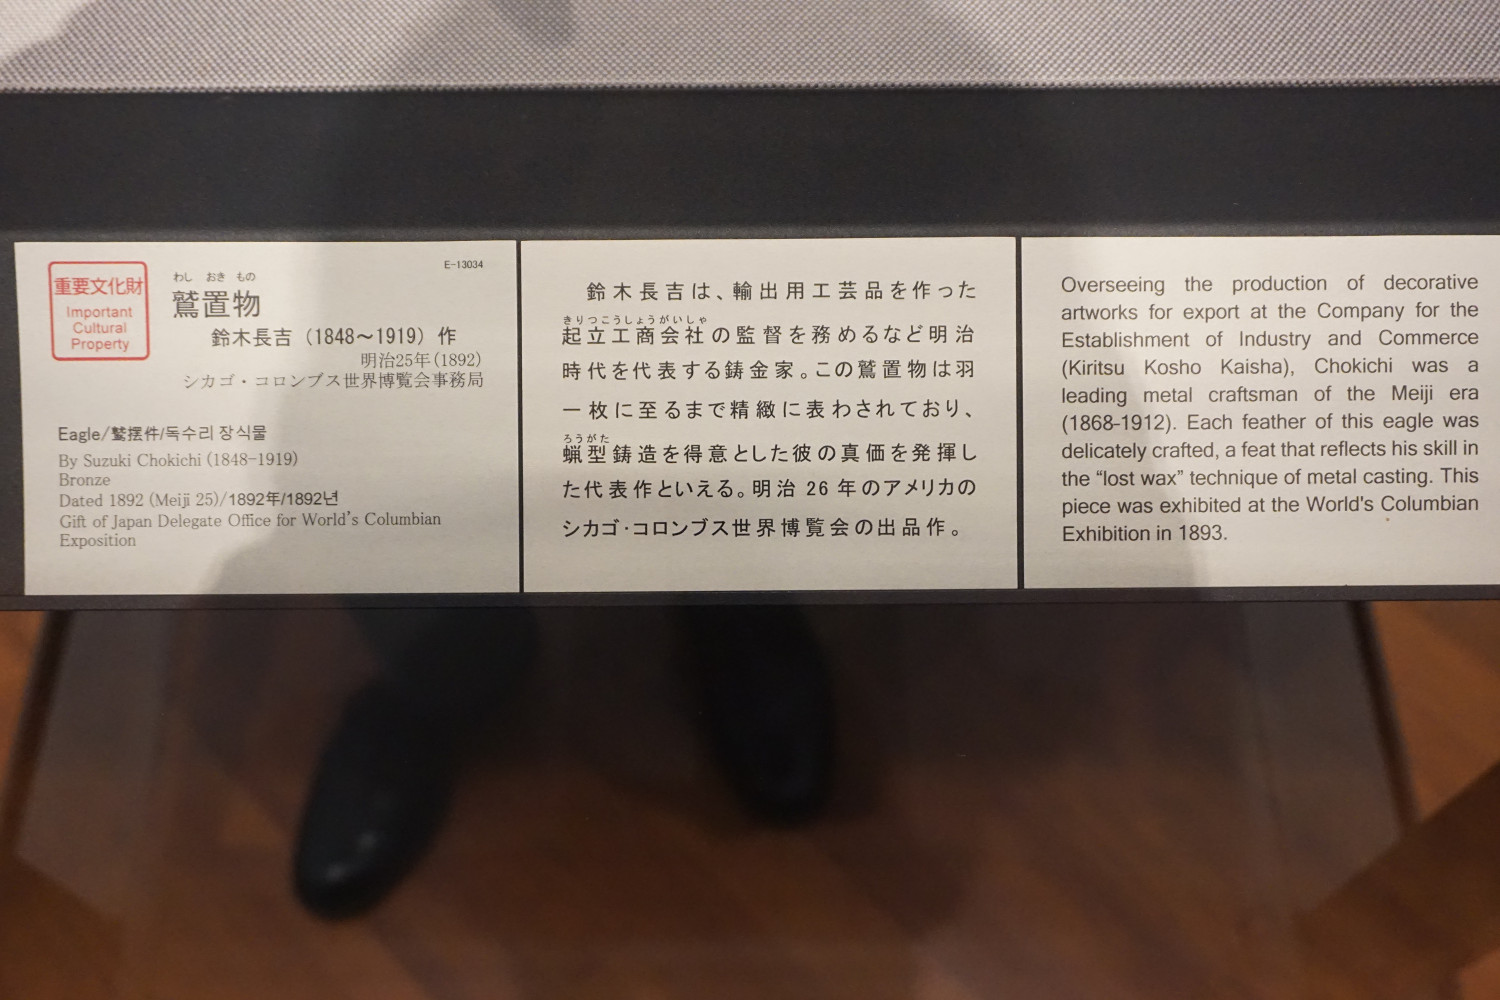 E-13034
重要文化財
Important
Cultural
Property
わし おき もの
鷲置物
鈴木長吉（1848～1919）作
明治25年（1892）
シカゴ・コロンブス世界博覧会事務局
Eagle/鹫摆件/독수리 장식물
By Suzuki Chokichi (1848-1919)
Bronze
Dated 1892 (Meiji 25)/1892年/1892년
Gift of Japan Delegate Office for World's Columbian
Exposition
鈴木長吉は、輸出用工芸品を作った
きりつこうしょうがいしゃ
起立工商会社の監督を務めるなど明治
時代を代表する鋳金家。この鷲置物は羽
一枚に至るまで精緻に表わされており、
ろうがた
蝋型鋳造を得意とした彼の真価を発揮し
た代表作といえる。明治26年のアメリカの
シカゴ・コロンブス世界博覧会の出品作。
Overseeing the production of decorative
artworks for export at the Company for the
Establishment of Industry and Commerce
(Kiritsu Kosho Kaisha), Chokichi was a
leading metal craftsman of the Meiji era
(1868-1912). Each feather of this eagle was
delicately crafted, a feat that reflects his skill in
the “lost wax” technique of metal casting. This
piece was exhibited at the World's Columbian
Exhibition in 1893.